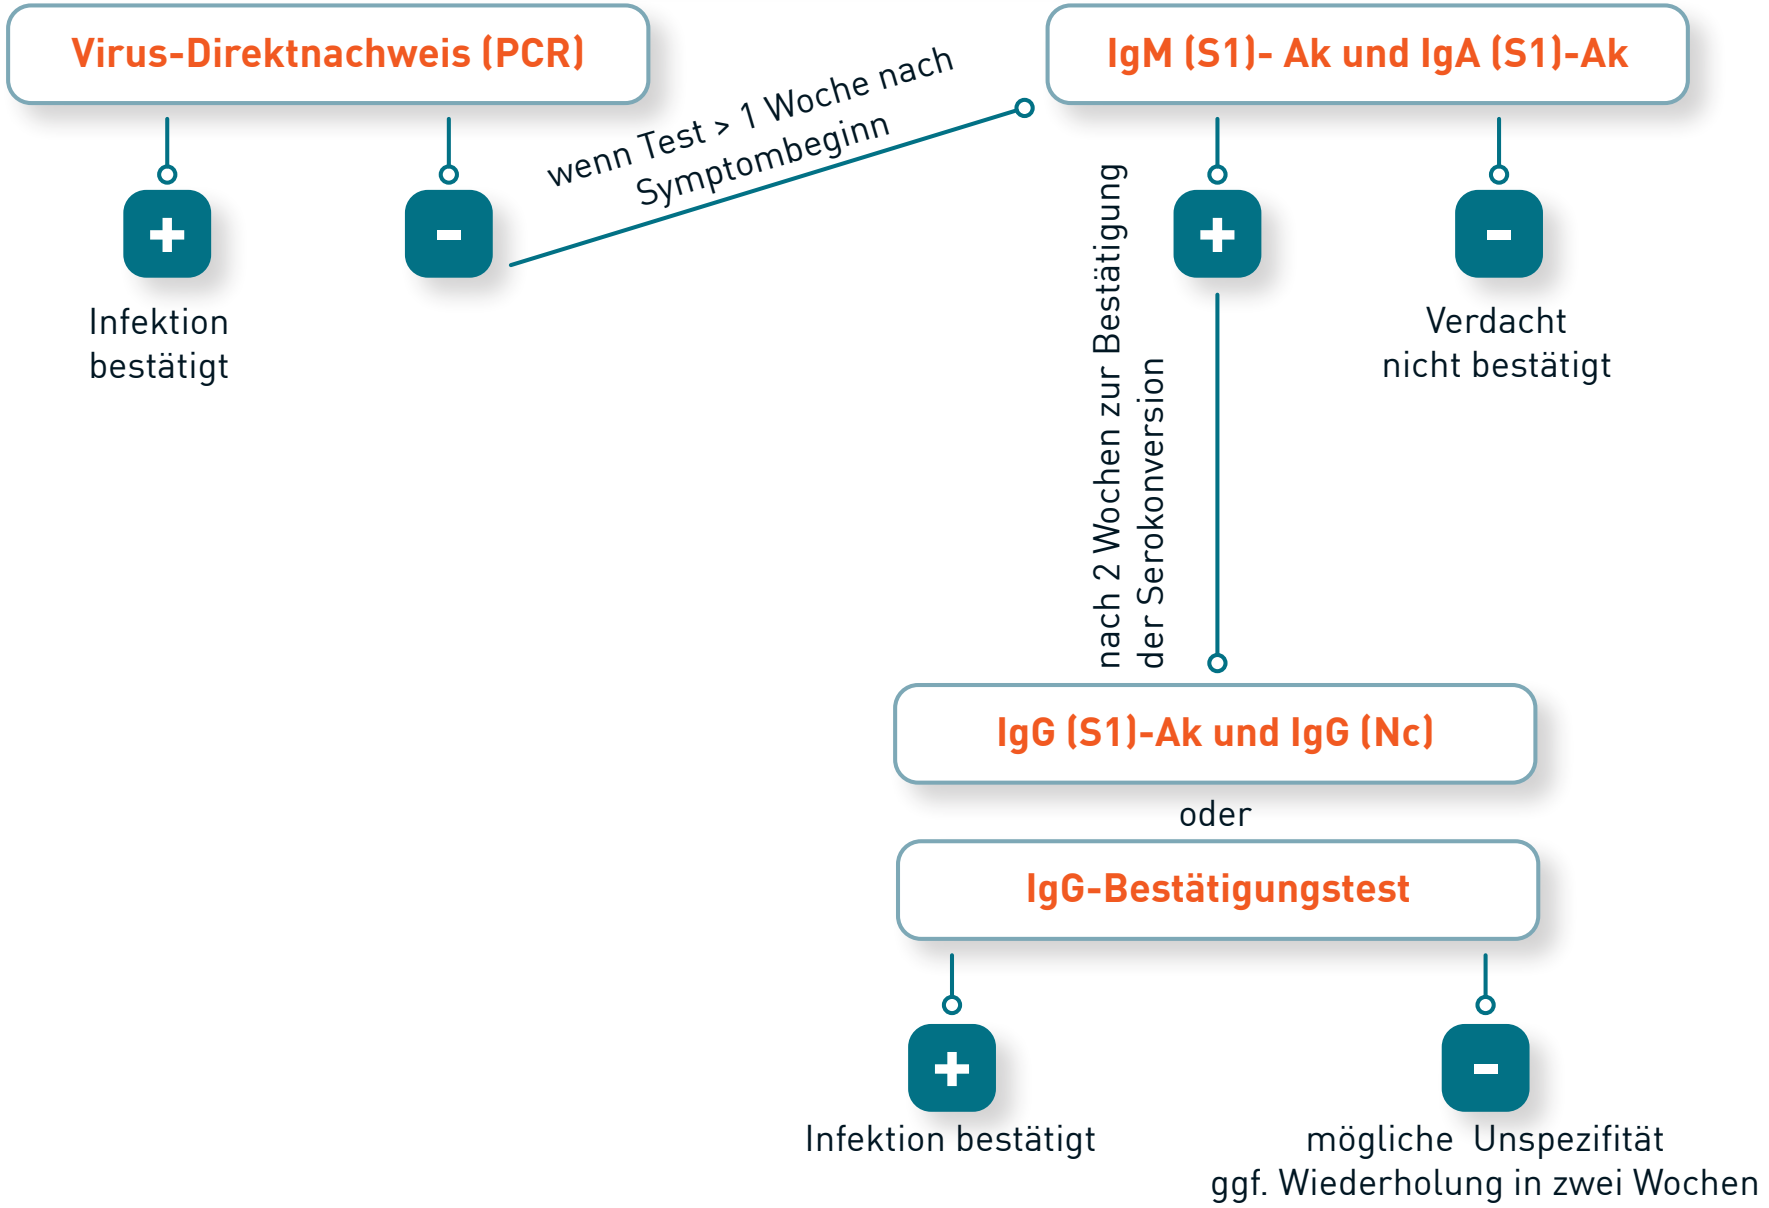 Virus-Direktnachweis (PCR)
+
-
Infektion
bestätigt
wenn Test > 1 Woche nach
Symptombeginn
IgM (S1)- Ak und IgA (S1)-Ak
+
-
Verdacht
nicht bestätigt
nach 2 Wochen zur Bestätigung
der Serokonversion
IgG (S1)-Ak und IgG (Nc)
oder
IgG-Bestätigungstest
+
-
Infektion bestätigt
mögliche  Unspezifität
ggf. Wiederholung in zwei Wochen